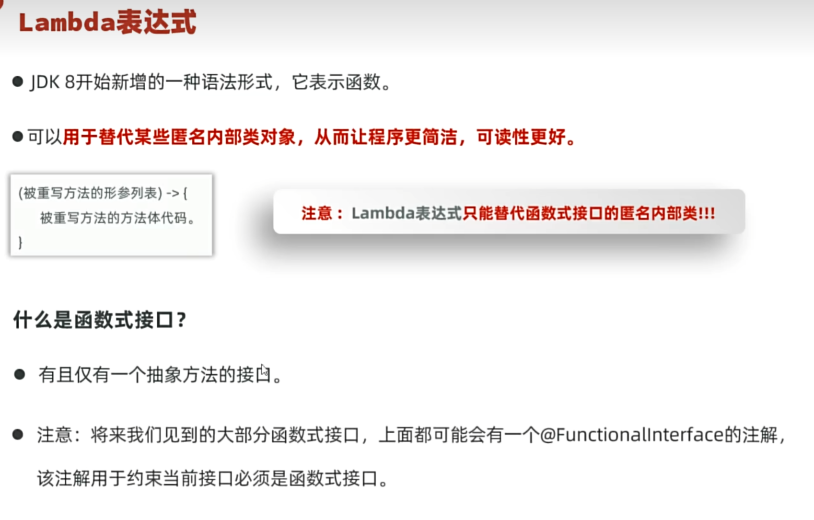 Lambda表达式
● JDK 8开始新增的一种语法形式，它表示函数。
● 可以用于替代某些匿名内部类对象，从而让程序更简洁，可读性更好。
(被重写方法的形参列表) -> {
被重写方法的方法体代码。
}
注意：Lambda表达式只能替代函数式接口的匿名内部类!!!
什么是函数式接口？
● 有且仅有一个抽象方法的接口。
● 注意：将来我们见到的大部分函数式接口，上面都可能会有一个@FunctionalInterface的注解，
该注解用于约束当前接口必须是函数式接口。